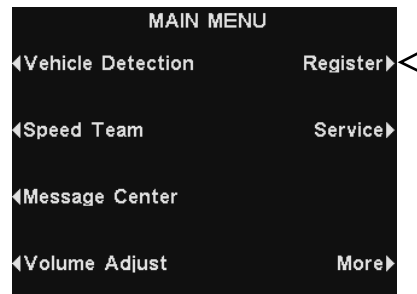 MAIN MENU
Vehicle Detection Register
Speed Team Service
Message Center
Volume Adjust More